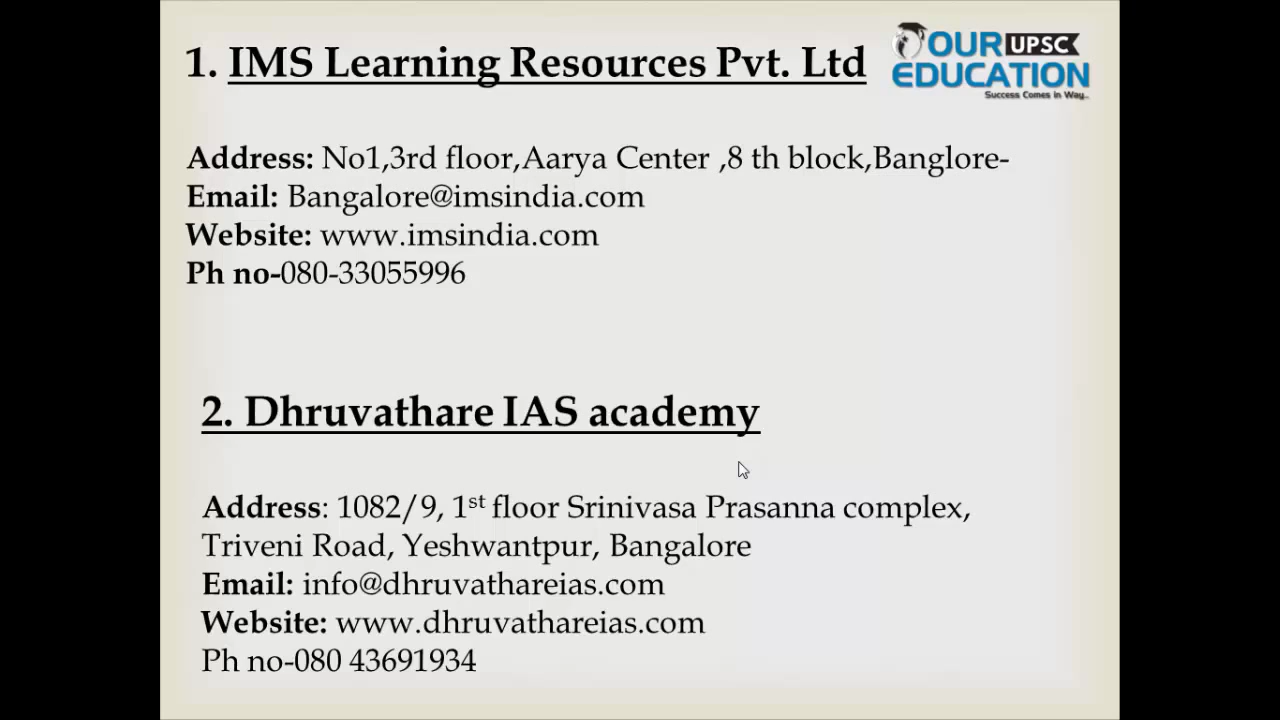 1. IMS Learning Resources Pvt. Ltd
OUR UPSC
EDUCATION
Success Comes in Way..
Address: No1,3rd floor,Aarya Center ,8 th block,Banglore-
Email: Bangalore@imsindia.com
Website: www.imsindia.com
Ph no-080-33055996
2. Dhruvathare IAS academy
Address: 1082/9, 1st floor Srinivasa Prasanna complex,
Triveni Road, Yeshwantpur, Bangalore
Email: info@dhruvathareias.com
Website: www.dhruvathareias.com
Ph no-080 43691934